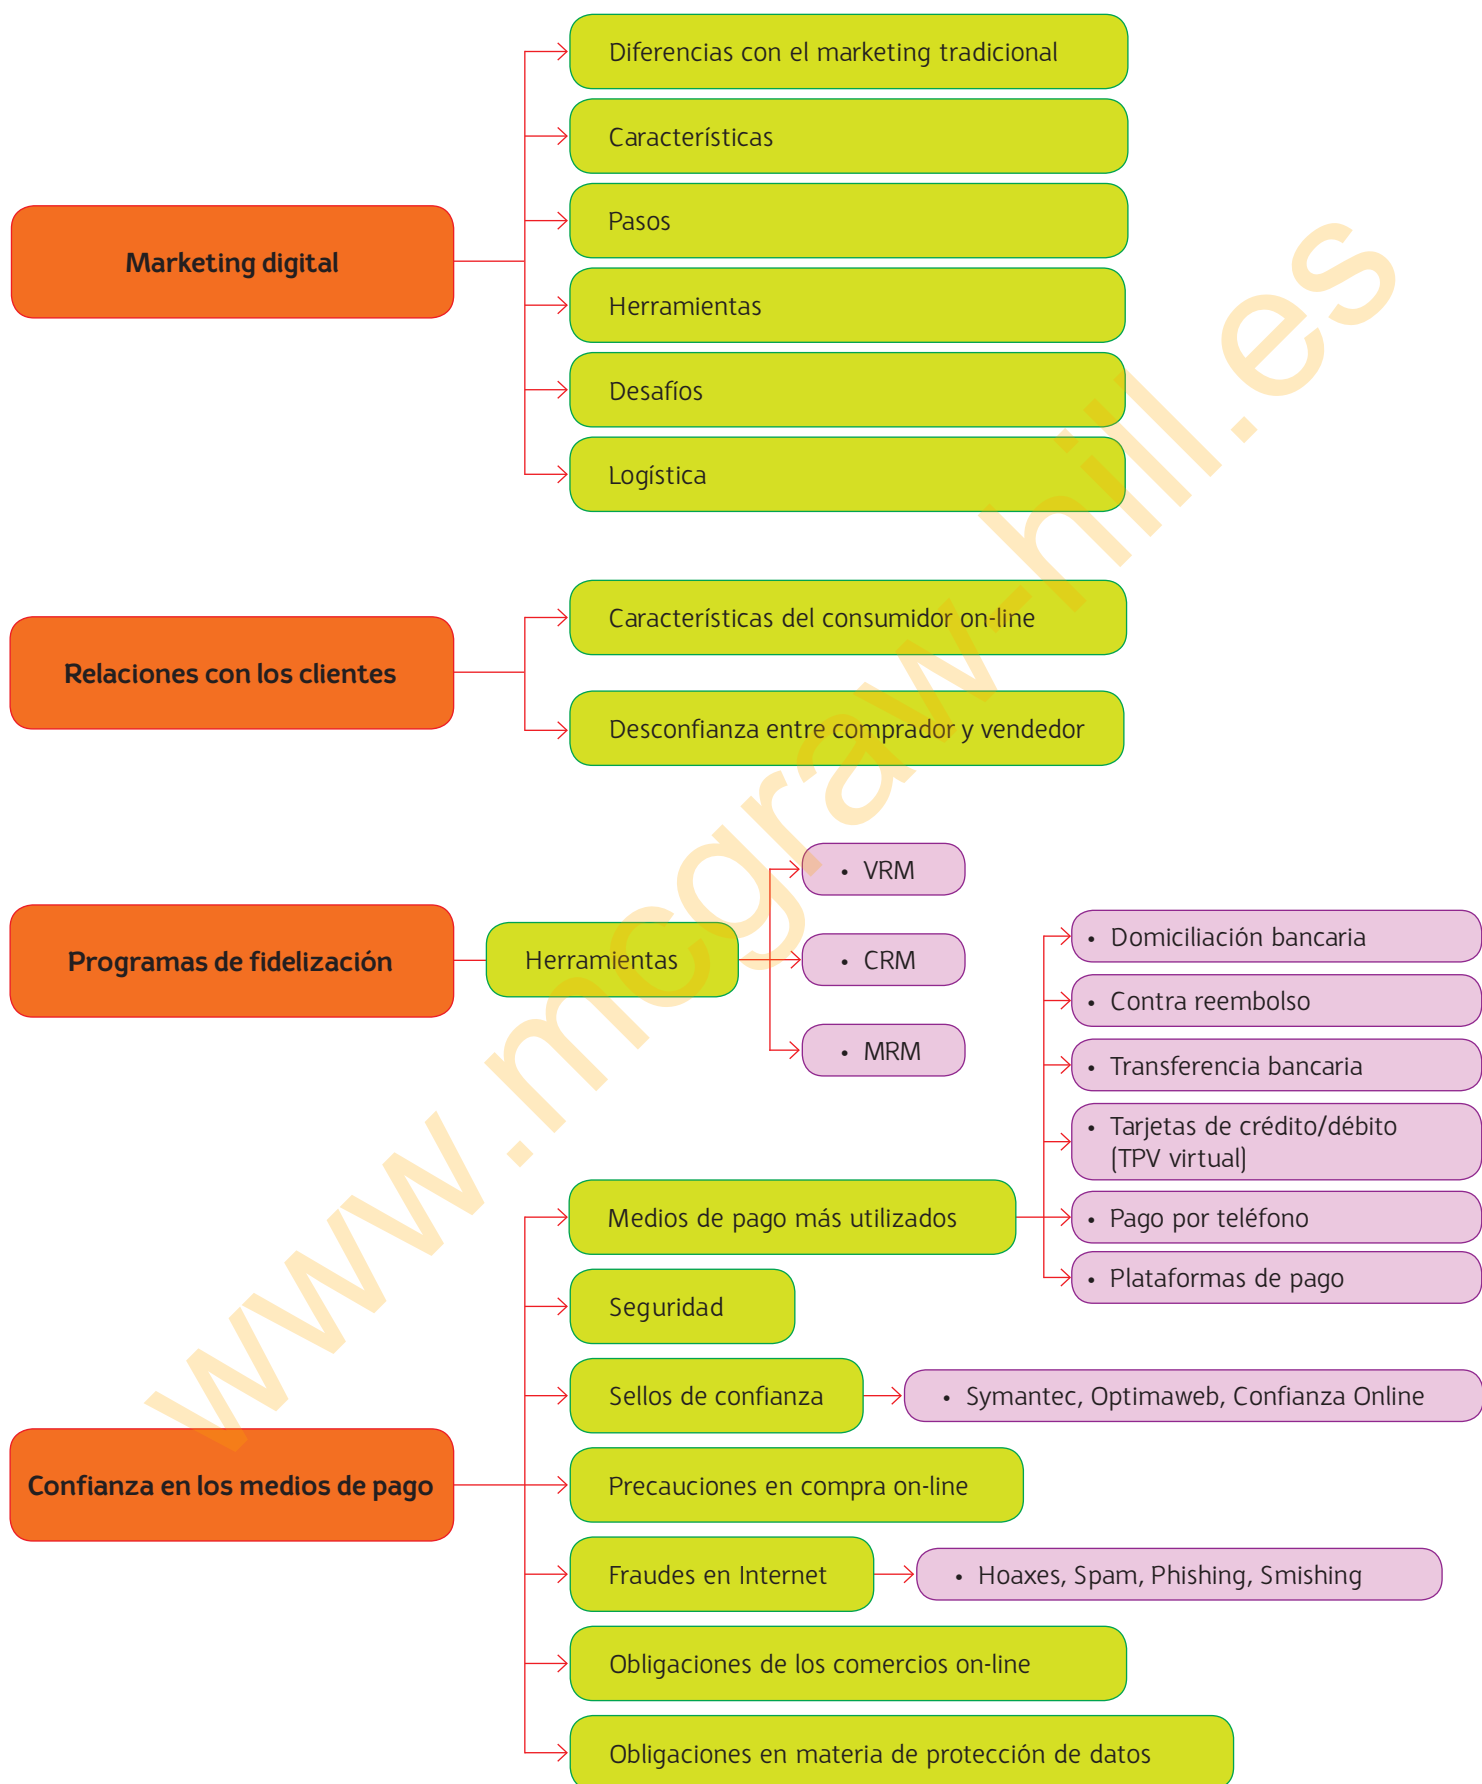 Marketing digital
Diferencias con el marketing tradicional
Características
Pasos
Herramientas
Desafíos
Logística
Relaciones con los clientes
Características del consumidor on-line
Desconfianza entre comprador y vendedor
Programas de fidelización
Herramientas
• VRM
• CRM
• MRM
Confianza en los medios de pago
Medios de pago más utilizados
• Domiciliación bancaria
• Contra reembolso
• Transferencia bancaria
• Tarjetas de crédito/débito
(TPV virtual)
• Pago por teléfono
• Plataformas de pago
Seguridad
Sellos de confianza
• Symantec, Optimaweb, Confianza Online
Precauciones en compra on-line
Fraudes en Internet
• Hoaxes, Spam, Phishing, Smishing
Obligaciones de los comercios on-line
Obligaciones en materia de protección de datos
www.mcgraw-hill.es